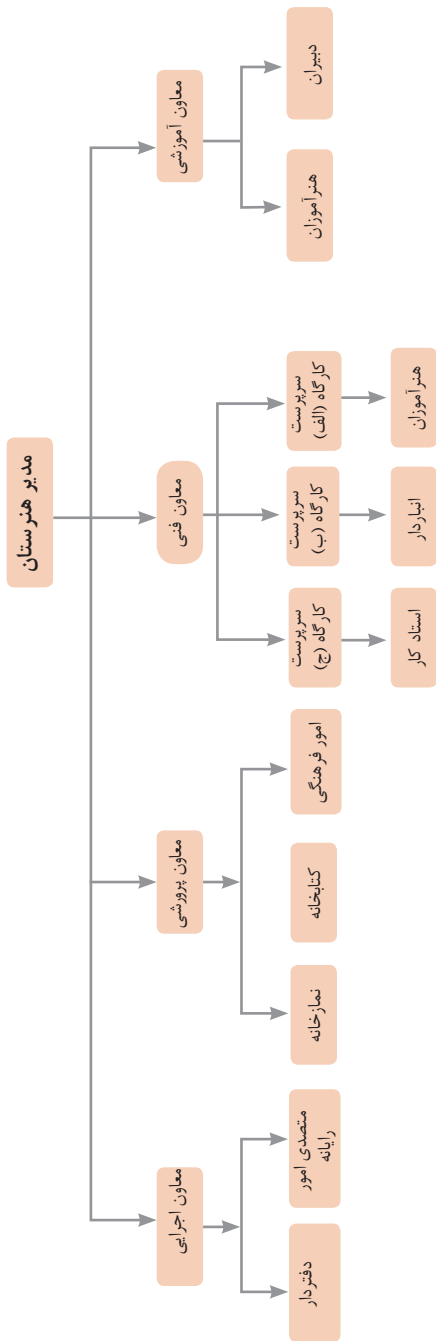 مدیر هنرستان
معاون آموزشی
معاون فنی
معاون پرورشی
معاون اجرایی
دبیران
هنرآموزان
سرپرست
کارگاه (الف)
سرپرست
کارگاه (ب)
سرپرست
کارگاه (ج)
امور فرهنگی
کتابخانه
نمازخانه
متصدی امور
رایانه
دفتردار
هنرآموزان
انباردار
استاد کار